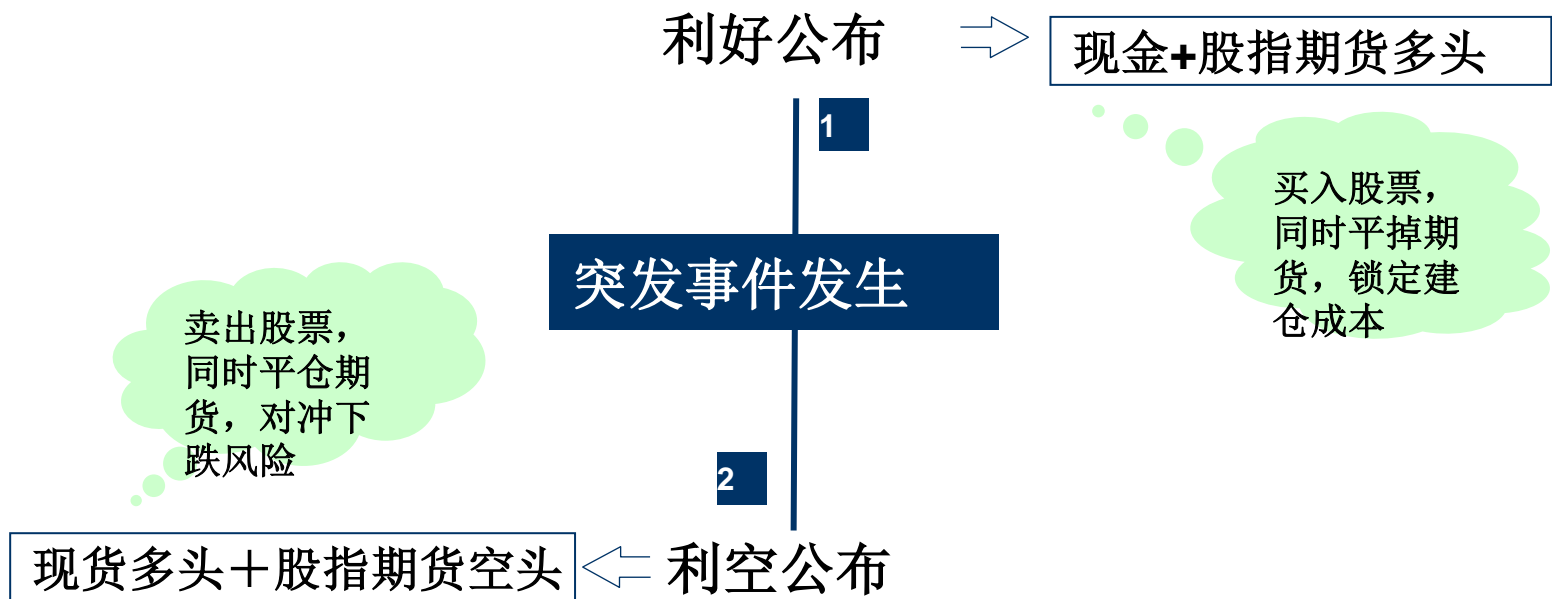 利好公布
现金+股指期货多头
1
买入股票，
同时平掉期
货，锁定建
仓成本
突发事件发生
卖出股票，
同时平仓期
货，对冲下
跌风险
2
现货多头＋股指期货空头
利空公布